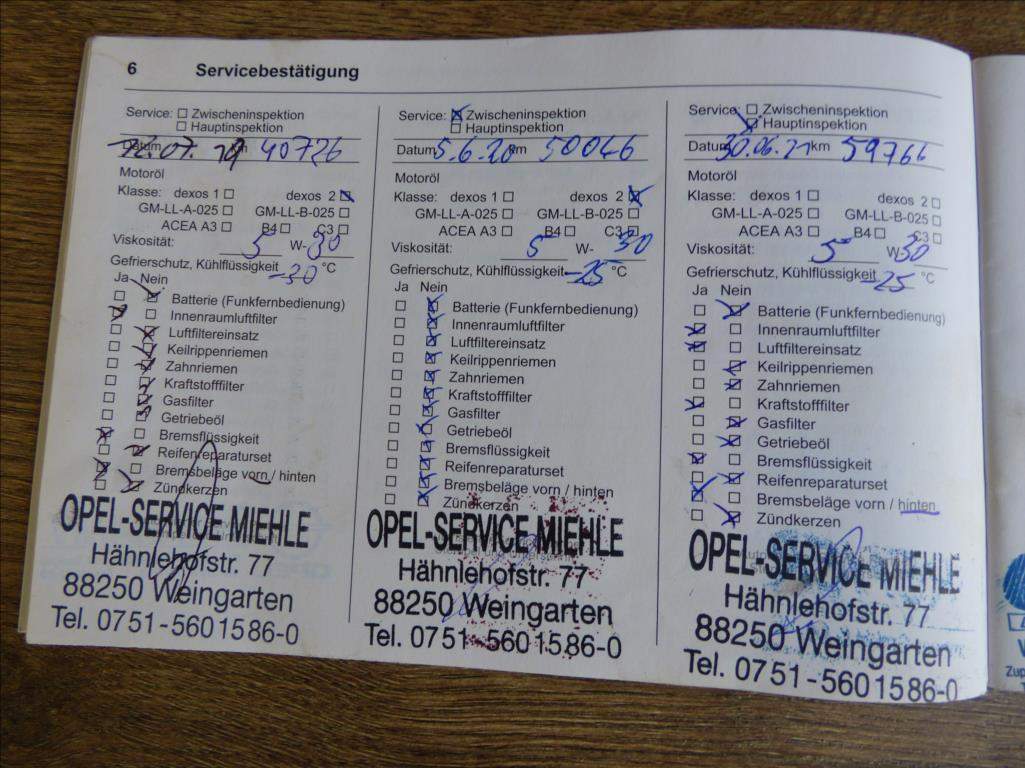 6 Servicebestätigung
Service: Zwischeninspektion
Hauptinspektion
Datum 12.07.19 40726
Motoröl
Klasse: dexos 1 dexos 2
GM-LL-A-025 GM-LL-B-025
ACEA A3 B4 C3
Viskosität: 5 W- 30
Gefrierschutz, Kühlflüssigkeit -30 °C
Ja Nein
Batterie (Funkfernbedienung)
Innenraumluftfilter
Luftfiltereinsatz
Keilrippenriemen
Zahnriemen
Kraftstofffilter
Gasfilter
Getriebeöl
Bremsflüssigkeit
Reifenreparaturset
Bremsbeläge vorn / hinten
Zündkerzen
OPEL-SERVICE MIEHLE
Hähnlehofstr. 77
88250 Weingarten
Tel. 0751-5601586-0
Service: Zwischeninspektion
Hauptinspektion
Datum 5.6.20 km 50046
Motoröl
Klasse: dexos 1 dexos 2
GM-LL-A-025 GM-LL-B-025
ACEA A3 B4 C3
Viskosität: 5 W- 30
Gefrierschutz, Kühlflüssigkeit -25 °C
Ja Nein
Batterie (Funkfernbedienung)
Innenraumluftfilter
Luftfiltereinsatz
Keilrippenriemen
Zahnriemen
Kraftstofffilter
Gasfilter
Getriebeöl
Bremsflüssigkeit
Reifenreparaturset
Bremsbeläge vorn / hinten
Zündkerzen
OPEL-SERVICE MIEHLE
Hähnlehofstr. 77
88250 Weingarten
Tel. 0751-5601586-0
Service: Zwischeninspektion
Hauptinspektion
Datum 30.06.21 km 59766
Motoröl
Klasse: dexos 1 dexos 2
GM-LL-A-025 GM-LL-B-025
ACEA A3 B4 C3
Viskosität: 5 W 30
Gefrierschutz, Kühlflüssigkeit -25 °C
Ja Nein
Batterie (Funkfernbedienung)
Innenraumluftfilter
Luftfiltereinsatz
Keilrippenriemen
Zahnriemen
Kraftstofffilter
Gasfilter
Getriebeöl
Bremsflüssigkeit
Reifenreparaturset
Bremsbeläge vorn / hinten
Zündkerzen
OPEL-SERVICE MIEHLE
Hähnlehofstr. 77
88250 Weingarten
Tel. 0751-5601586-0